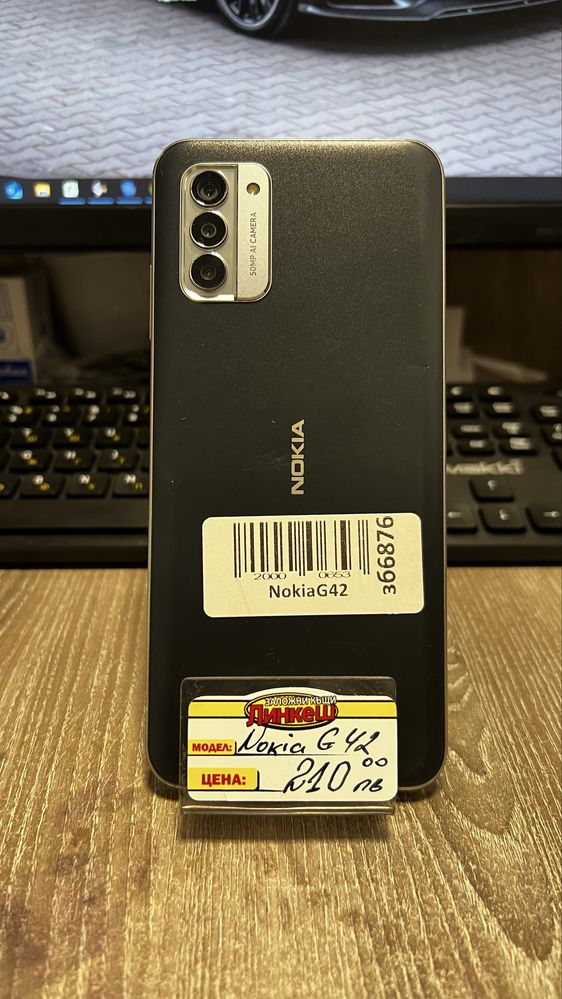 50MP AI CAMERA
NOKIA
2000 0653
NokiaG42
366876
ЗАЛОЖНИ КЪЩИ
Линкеш
МОДЕЛ: Nokia G 42
ЦЕНА: 210 00 лв